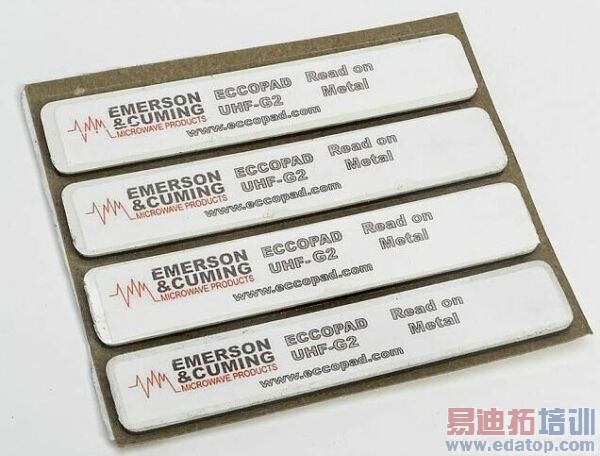 EMERSON
& CUMING
MICROWAVE PRODUCTS
ECCOPAD
UHF-G2
Read on
Metal
www.eccopad.com
EMERSON
& CUMING
MICROWAVE PRODUCTS
ECCOPAD
UHF-G2
Read on
Metal
www.eccopad.com
EMERSON
& CUMING
MICROWAVE PRODUCTS
ECCOPAD
UHF-G2
Read on
Metal
www.eccopad.com
EMERSON
& CUMING
MICROWAVE PRODUCTS
ECCOPAD
UHF-G2
Read on
Metal
www.eccopad.com
易迪拓培训
www.edatop.com